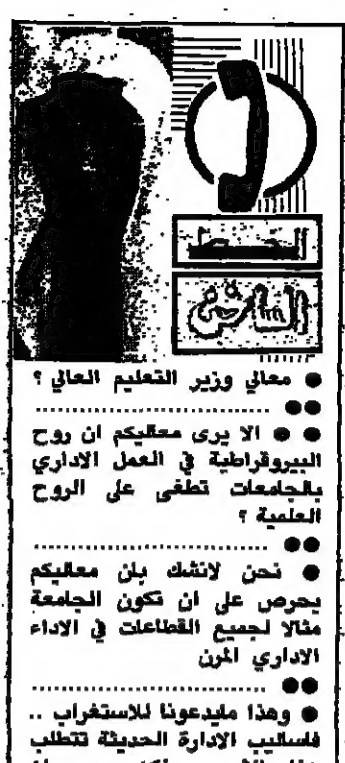 الخط
الساخن
● معالي وزير التعليم العالي ؟
●● ......................
● ● الا يرى معاليكم ان روح
البيروقراطية في العمل الاداري
بالجامعات تطغى على الروح
العلمية ؟
●● ......................
● نحن لانشك بان معاليكم
يحرص على ان تكون الجامعة
مثالا لجميع القطاعات في الاداء
الاداري المرن
●● ......................
● وهذا مايدعونا للاستغراب ..
فاساليب الادارة الحديثة تتطلب